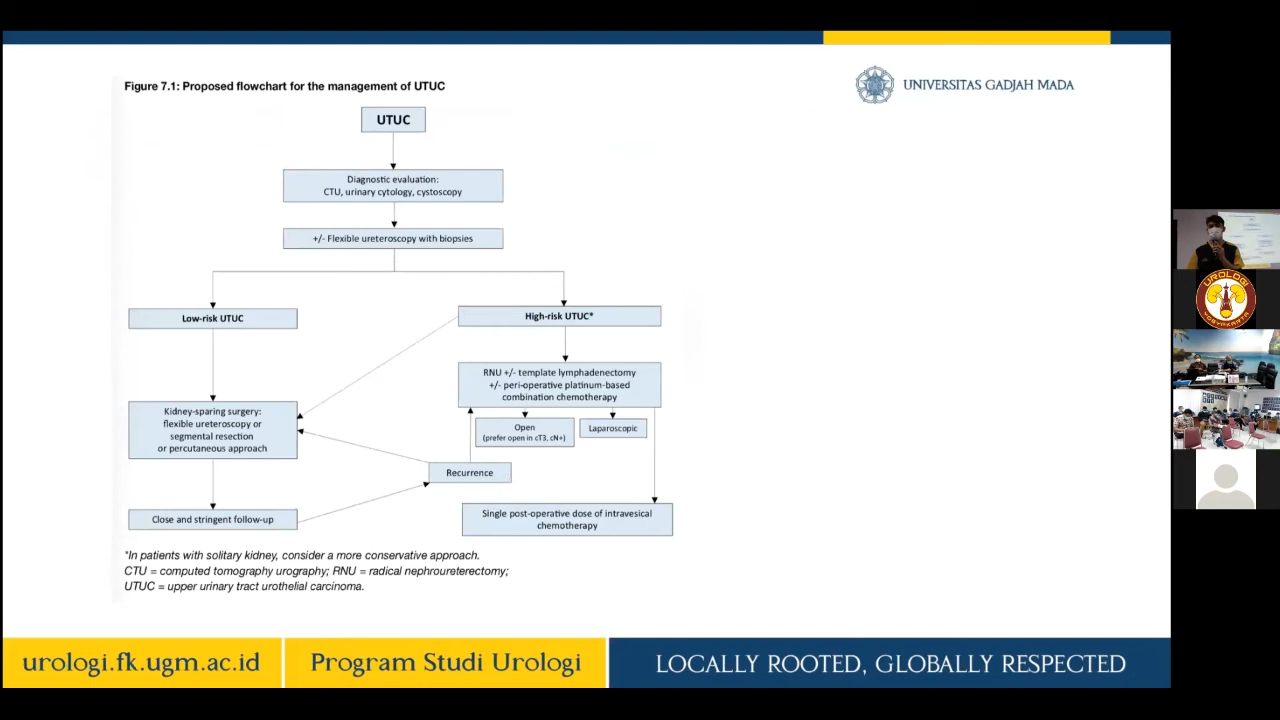 Figure 7.1: Proposed flowchart for the management of UTUC
UNIVERSITAS GADJAH MADA
UTUC
Diagnostic evaluation:
CTU, urinary cytology, cystoscopy
+/- Flexible ureteroscopy with biopsies
Low-risk UTUC
High-risk UTUC*
RNU +/- template lymphadenectomy
+/- peri-operative platinum-based
combination chemotherapy
Kidney-sparing surgery:
flexible ureteroscopy or
segmental resection
or percutaneous approach
Open
(prefer open in cT3, cN+)
Laparoscopic
Recurrence
Close and stringent follow-up
Single post-operative dose of intravesical
chemotherapy
*In patients with solitary kidney, consider a more conservative approach.
CTU = computed tomography urography; RNU = radical nephroureterectomy;
UTUC = upper urinary tract urothelial carcinoma.
urologi.fk.ugm.ac.id
Program Studi Urologi
LOCALLY ROOTED, GLOBALLY RESPECTED
UROLOGI
YOGYAKARTA